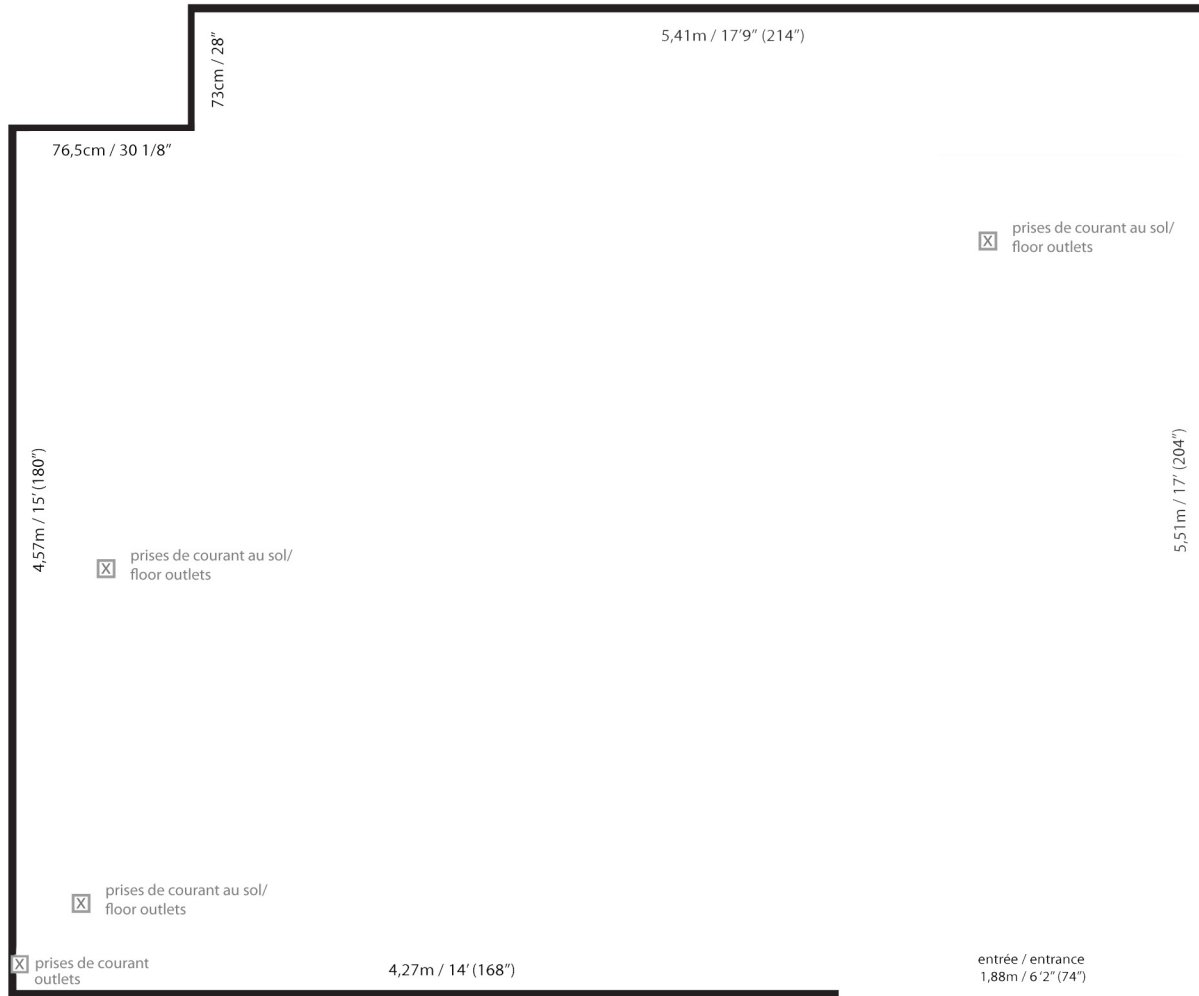 5,41m / 17'9" (214")
73cm / 28"
76,5cm / 30 1/8"
prises de courant au sol/
floor outlets
X
4,57m / 15' (180")
5,51m / 17' (204")
prises de courant au sol/
floor outlets
X
prises de courant au sol/
floor outlets
X
X prises de courant
outlets
4,27m / 14' (168")
entrée / entrance
1,88m / 6'2" (74")